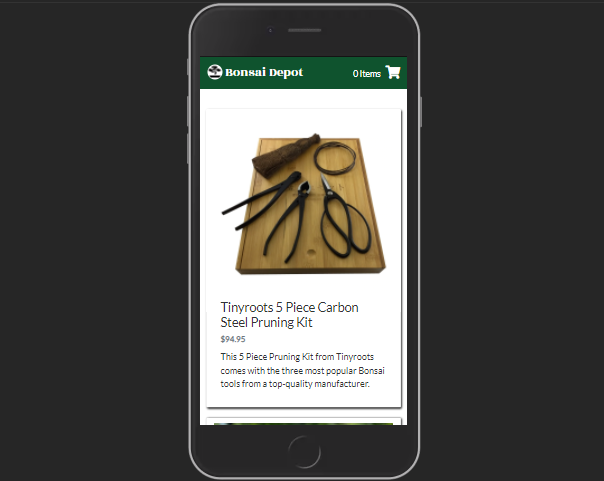 Bonsai Depot
0 Items
Tinyroots 5 Piece Carbon
Steel Pruning Kit
$94.95
This 5 Piece Pruning Kit from Tinyroots
comes with the three most popular Bonsai
tools from a top-quality manufacturer.